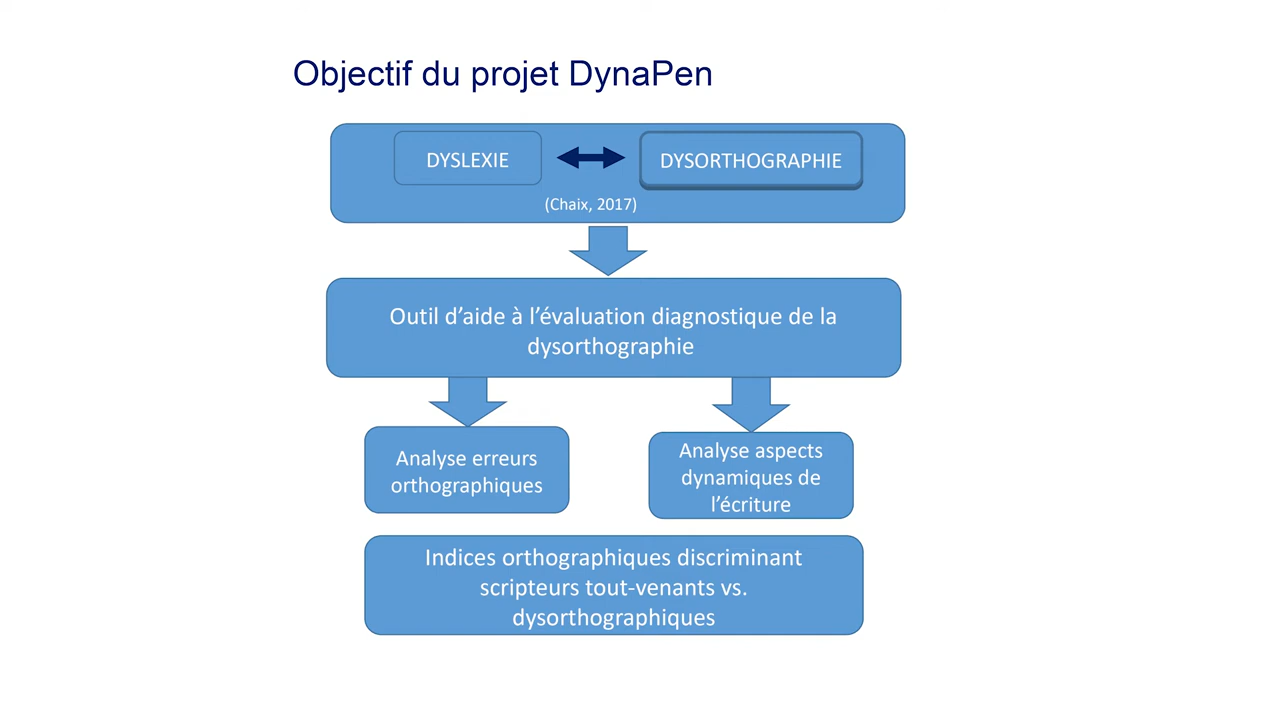 Objectif du projet DynaPen
DYSLEXIE
DYSORTHOGRAPHIE
(Chaix, 2017)
Outil d’aide à l’évaluation diagnostique de la
dysorthographie
Analyse erreurs
orthographiques
Analyse aspects
dynamiques de
l’écriture
Indices orthographiques discriminant
scripteurs tout-venants vs.
dysorthographiques